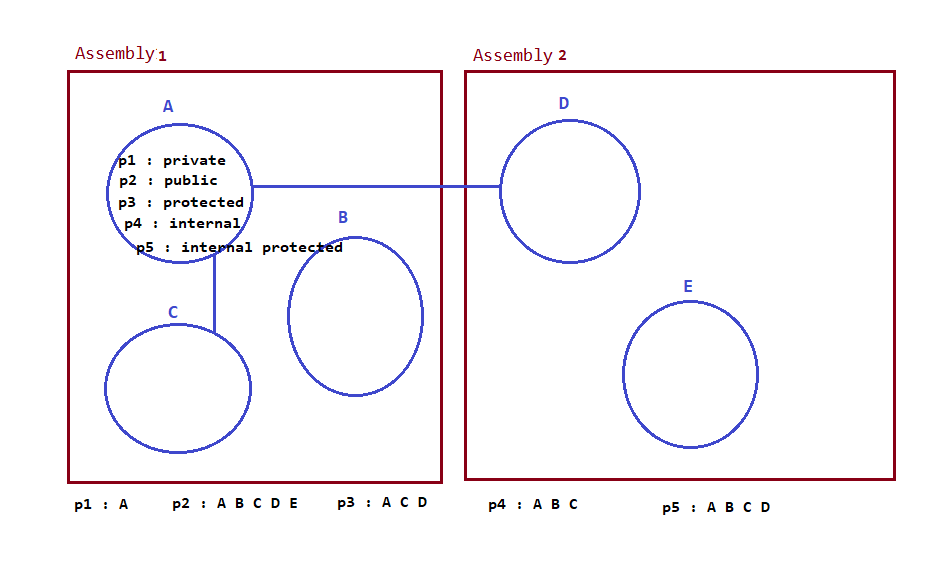 Assembly 1
Assembly 2
A
D
p1 : private
p2 : public
p3 : protected
p4 : internal
B
p5 : internal protected
E
C
p1 : A
p2 : A B C D E
p3 : A C D
p4 : A B C
p5 : A B C D